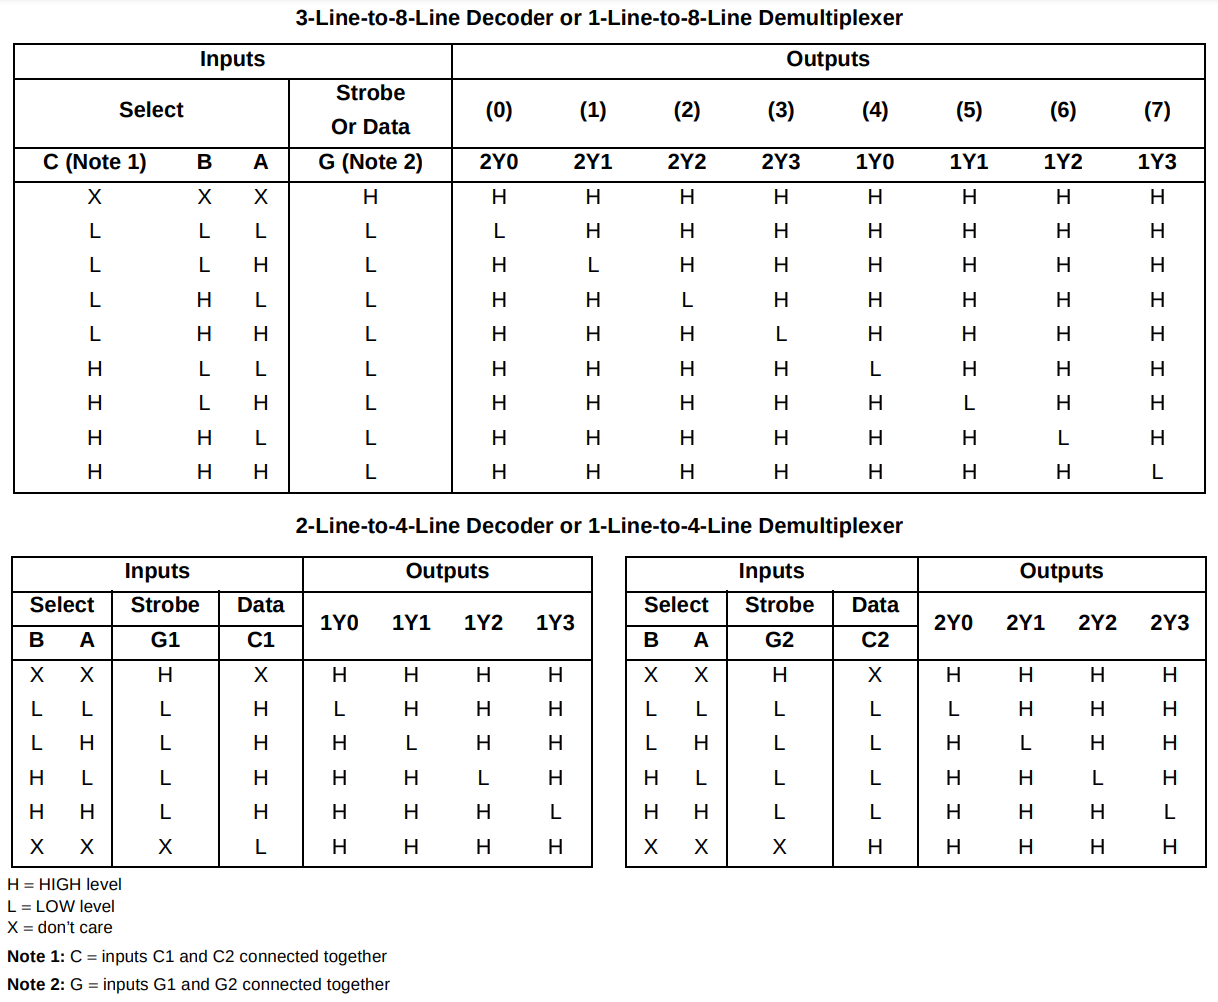 3-Line-to-8-Line Decoder or 1-Line-to-8-Line Demultiplexer
Inputs Outputs
Select Strobe Or Data (0) (1) (2) (3) (4) (5) (6) (7)
C (Note 1) B A G (Note 2) 2Y0 2Y1 2Y2 2Y3 1Y0 1Y1 1Y2 1Y3
X X X H H H H H H H H H
L L L L L H H H H H H H
L L H L H L H H H H H H
L H L L H H L H H H H H
L H H L H H H L H H H H
H L L L H H H H L H H H
H L H L H H H H H L H H
H H L L H H H H H H L H
H H H L H H H H H H H L
2-Line-to-4-Line Decoder or 1-Line-to-4-Line Demultiplexer
Inputs Outputs
Select Strobe Data 1Y0 1Y1 1Y2 1Y3
B A G1 C1
X X H X H H H H
L L L H L H H H
L H L H H L H H
H L L H H H L H
H H L H H H H L
X X X L H H H H
Inputs Outputs
Select Strobe Data 2Y0 2Y1 2Y2 2Y3
B A G2 C2
X X H X H H H H
L L L L L H H H
L H L L H L H H
H L L L H H L H
H H L L H H H L
X X X H H H H H
H = HIGH level
L = LOW level
X = don't care
Note 1: C = inputs C1 and C2 connected together
Note 2: G = inputs G1 and G2 connected together